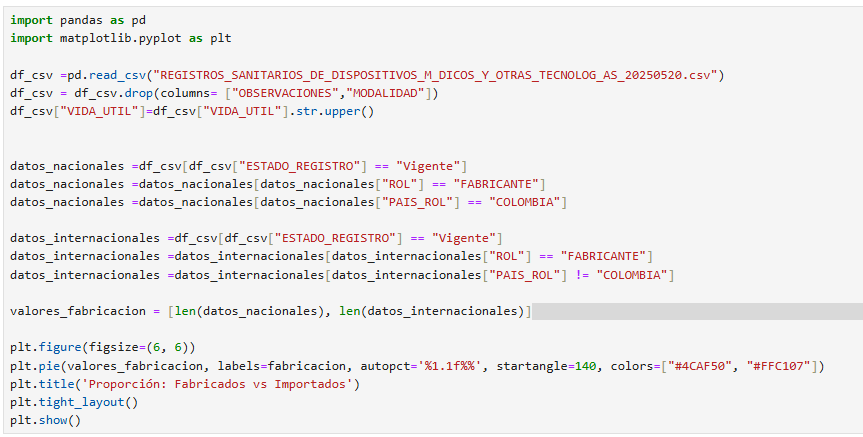 import pandas as pd
import matplotlib.pyplot as plt
df_csv =pd.read_csv("REGISTROS_SANITARIOS_DE_DISPOSITIVOS_M_DICOS_Y_OTRAS_TECNOLOG_AS_20250520.csv")
df_csv = df_csv.drop(columns= ["OBSERVACIONES","MODALIDAD"])
df_csv["VIDA_UTIL"]=df_csv["VIDA_UTIL"].str.upper()
datos_nacionales =df_csv[df_csv["ESTADO_REGISTRO"] == "Vigente"]
datos_nacionales =datos_nacionales[datos_nacionales["ROL"] == "FABRICANTE"]
datos_nacionales =datos_nacionales[datos_nacionales["PAIS_ROL"] == "COLOMBIA"]
datos_internacionales =df_csv[df_csv["ESTADO_REGISTRO"] == "Vigente"]
datos_internacionales =datos_internacionales[datos_internacionales["ROL"] == "FABRICANTE"]
datos_internacionales =datos_internacionales[datos_internacionales["PAIS_ROL"] != "COLOMBIA"]
valores_fabricacion = [len(datos_nacionales), len(datos_internacionales)]
plt.figure(figsize=(6, 6))
plt.pie(valores_fabricacion, labels=fabricacion, autopct='%1.1f%%', startangle=140, colors=["#4CAF50", "#FFC107"])
plt.title('Proporción: Fabricados vs Importados')
plt.tight_layout()
plt.show()